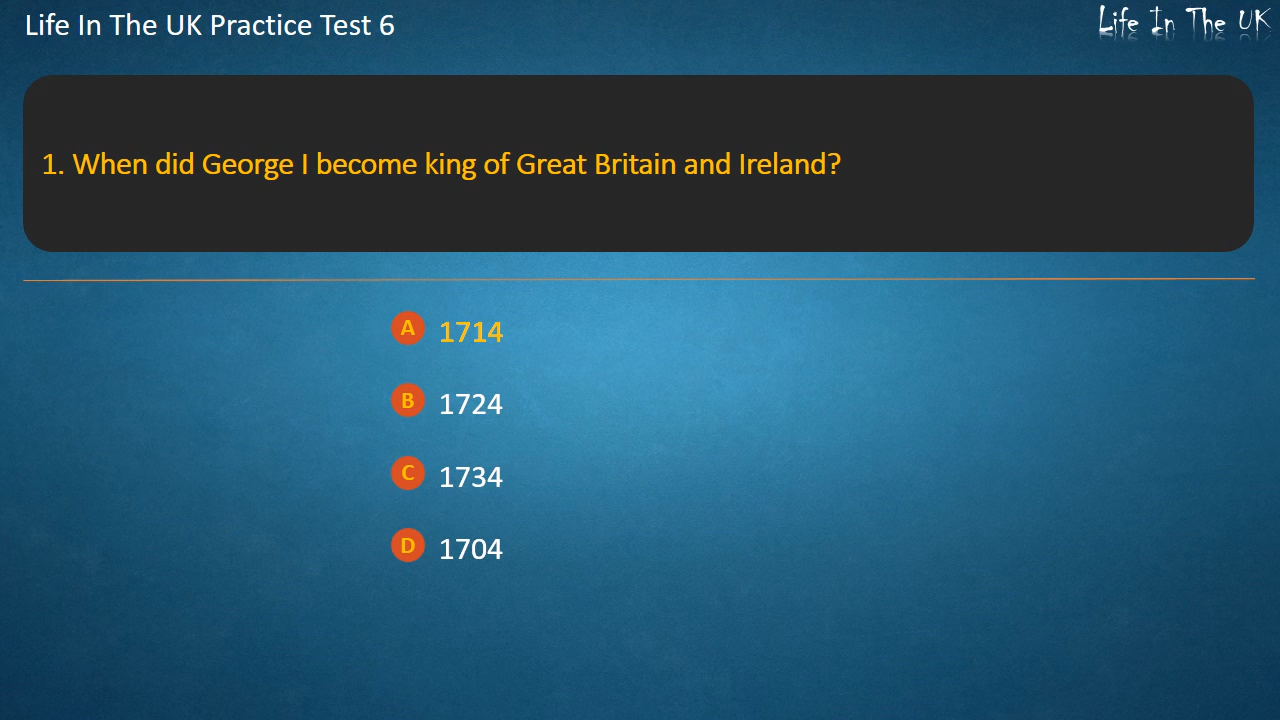 Life In The UK Practice Test 6
Life In The UK
1. When did George I become king of Great Britain and Ireland?
A 1714
B 1724
C 1734
D 1704